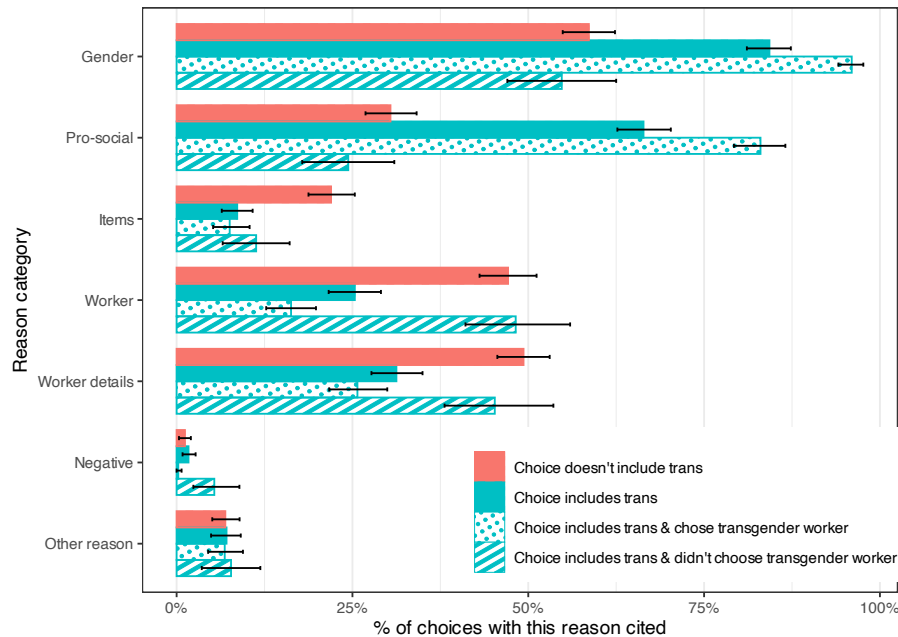 Gender
Pro-social
Items
Worker
Worker details
Negative
Other reason
Reason category
Choice doesn't include trans
Choice includes trans
Choice includes trans & chose transgender worker
Choice includes trans & didn't choose transgender worker
0%
25%
50%
75%
100%
% of choices with this reason cited